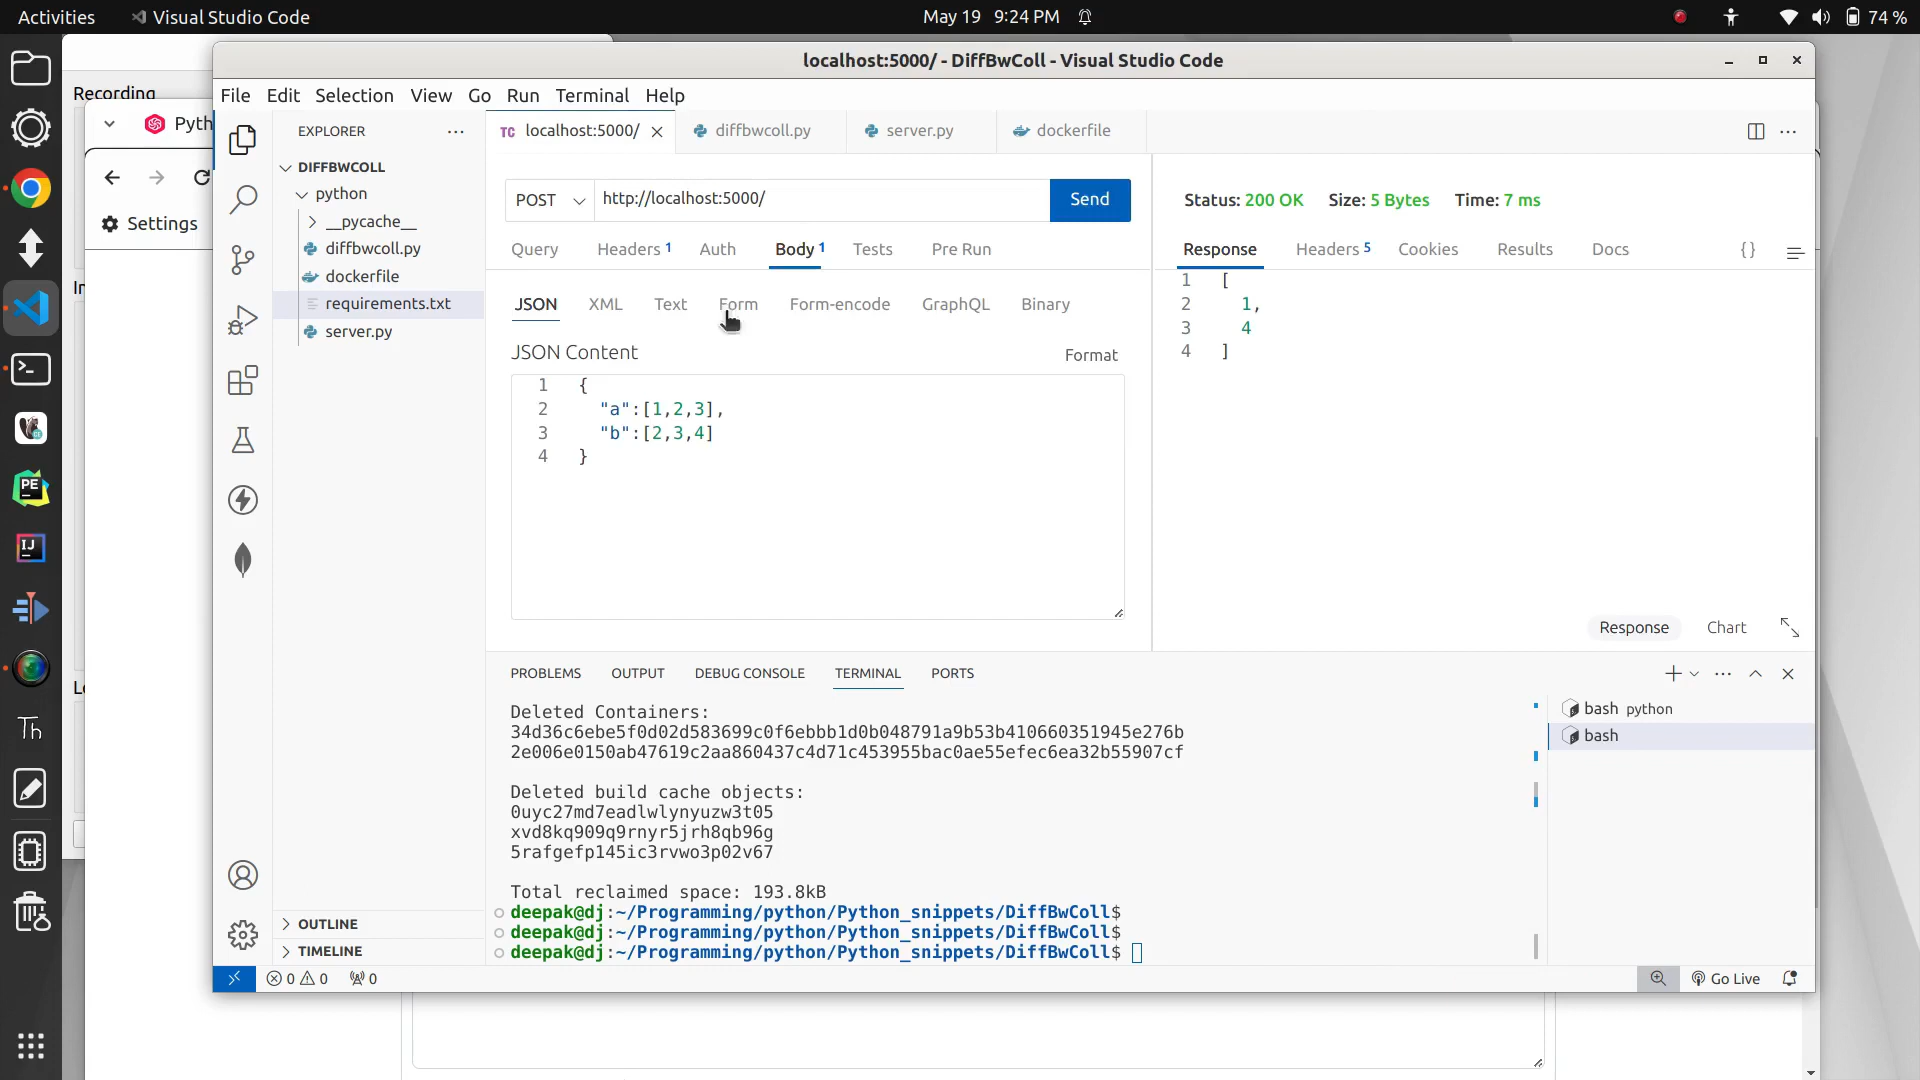 Activities
Visual Studio Code
May 19 9:24 PM
74 %
Recording
Pyth
Settings
localhost:5000/ - DiffBwColl - Visual Studio Code
File Edit Selection View Go Run Terminal Help
EXPLORER
TC localhost:5000/
diffbwcoll.py
server.py
dockerfile
DIFFBWCOLL
python
__pycache__
diffbwcoll.py
dockerfile
requirements.txt
server.py
POST http://localhost:5000/ Send
Query Headers 1 Auth Body 1 Tests Pre Run
JSON XML Text Form Form-encode GraphQL Binary
JSON Content
Format
1 {
2 "a":[1,2,3],
3 "b":[2,3,4]
4 }
Status: 200 OK Size: 5 Bytes Time: 7 ms
Response Headers 5 Cookies Results Docs {}
1 [
2 1,
3 4
4 ]
Response Chart
PROBLEMS OUTPUT DEBUG CONSOLE TERMINAL PORTS
Deleted Containers:
34d36c6ebe5f0d02d583699c0f6ebbb1d0b048791a9b53b410660351945e276b
2e006e0150ab47619c2aa860437c4d71c453955bac0ae55efec6ea32b55907cf
Deleted build cache objects:
0uyc27md7eadlwlynyuzw3t05
xvd8kq909q9rnyr5jrh8qb96g
5rafgefp145ic3rvwo3p02v67
Total reclaimed space: 193.8kB
deepak@dj:~/Programming/python/Python_snippets/DiffBwColl$
deepak@dj:~/Programming/python/Python_snippets/DiffBwColl$
deepak@dj:~/Programming/python/Python_snippets/DiffBwColl$
bash python
bash
OUTLINE
TIMELINE
0 0 0
Go Live
PE
IJ
Th